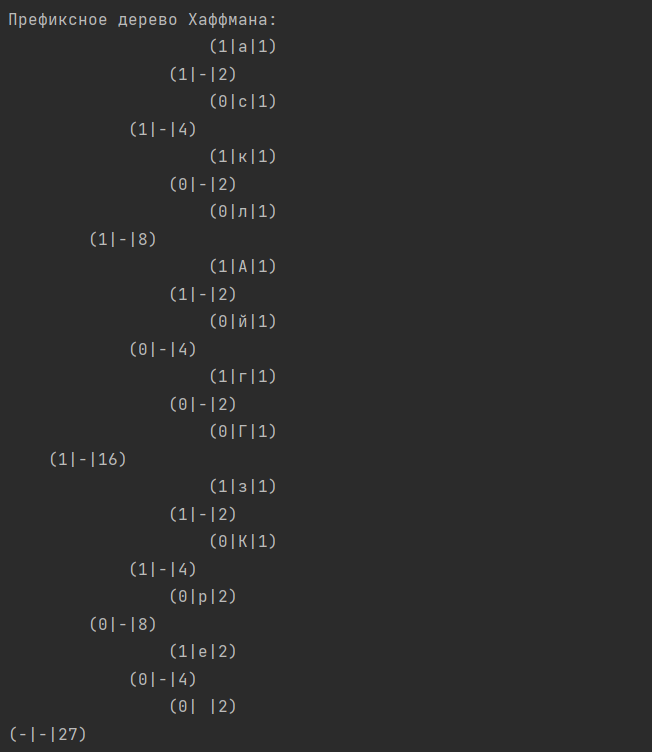 Префиксное дерево Хаффмана:
(1|а|1)
(1|-|2)
(0|с|1)
(1|-|4)
(1|к|1)
(0|-|2)
(0|л|1)
(1|-|8)
(1|А|1)
(1|-|2)
(0|й|1)
(0|-|4)
(1|г|1)
(0|-|2)
(0|Г|1)
(1|-|16)
(1|з|1)
(1|-|2)
(0|К|1)
(1|-|4)
(0|р|2)
(0|-|8)
(1|е|2)
(0|-|4)
(0| |2)
(-|-|27)